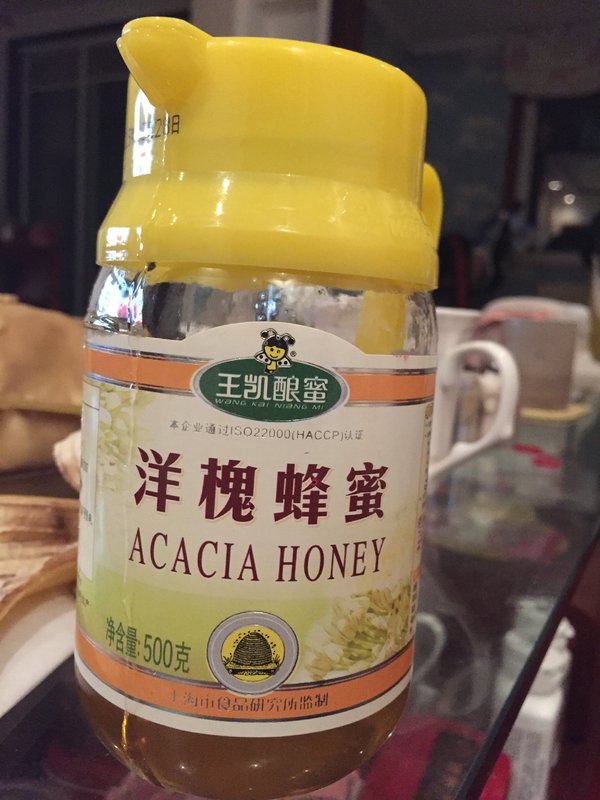 王凯酿蜜
WANG KAI NIANG MI
本企业通过ISO22000(HACCP)认证
洋槐蜂蜜
ACACIA HONEY
净含量:500克
上海市食品研究所监制